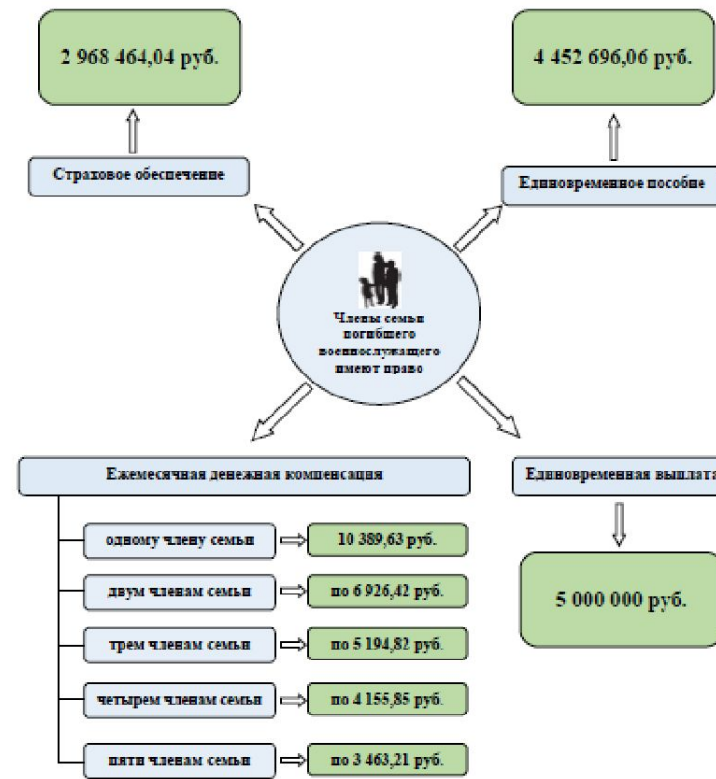 2 968 464,04 руб.
4 452 696,06 руб.
Страховое обеспечение
Единовременное пособие
Члены семьи
погибшего
военнослужащего
имеют право
Ежемесячная денежная компенсация
Единовременная выплата
одному члену семьи
10 389,63 руб.
двум членам семьи
по 6 926,42 руб.
трем членам семьи
по 5 194,82 руб.
четырем членам семьи
по 4 155,85 руб.
пяти членам семьи
по 3 463,21 руб.
5 000 000 руб.